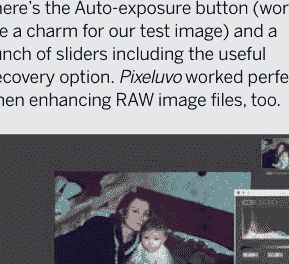 here's the Auto-exposure button (wor
e a charm for our test image) and a
unch of sliders including the useful
ecovery option. Pixeluvo worked perfe
hen enhancing RAW image files, too.